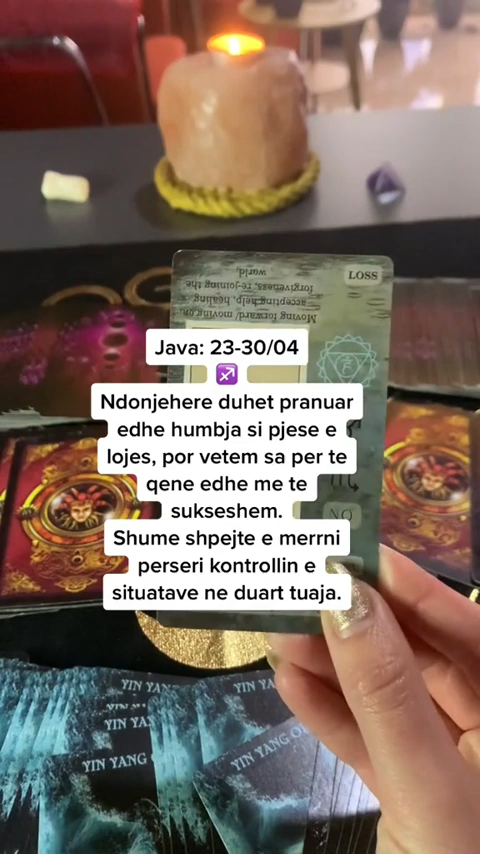 LOSS
Moving forward/ moving on,
accepting help, healing,
forgiveness, re-joining the
world.
Java: 23-30/04
♐
Ndonjehere duhet pranuar
edhe humbja si pjese e
lojes, por vetem sa per te
qene edhe me te
sukseshem.
Shume shpejte e merrni
perseri kontrollin e
situatave ne duart tuaja.
NO
YIN YANG
YIN YANG
YIN YAN
YIN YANG
YIN YANG O